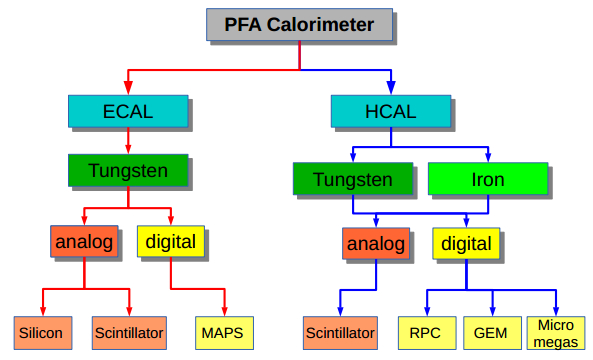 PFA Calorimeter
ECAL
HCAL
Tungsten
Tungsten
Iron
analog
digital
analog
digital
Silicon
Scintillator
MAPS
Scintillator
RPC
GEM
Micro
megas